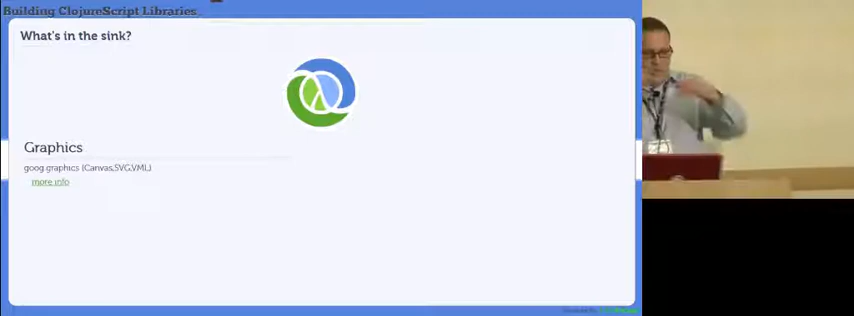 Building ClojureScript Libraries
What's in the sink?
Graphics
goog.graphics (Canvas,SVG,VML)
more info